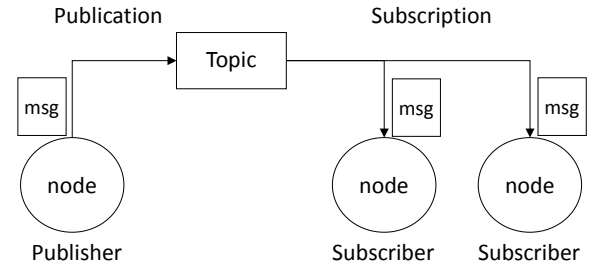 Publication
Subscription
Topic
msg
msg
msg
node
node
node
Publisher
Subscriber
Subscriber